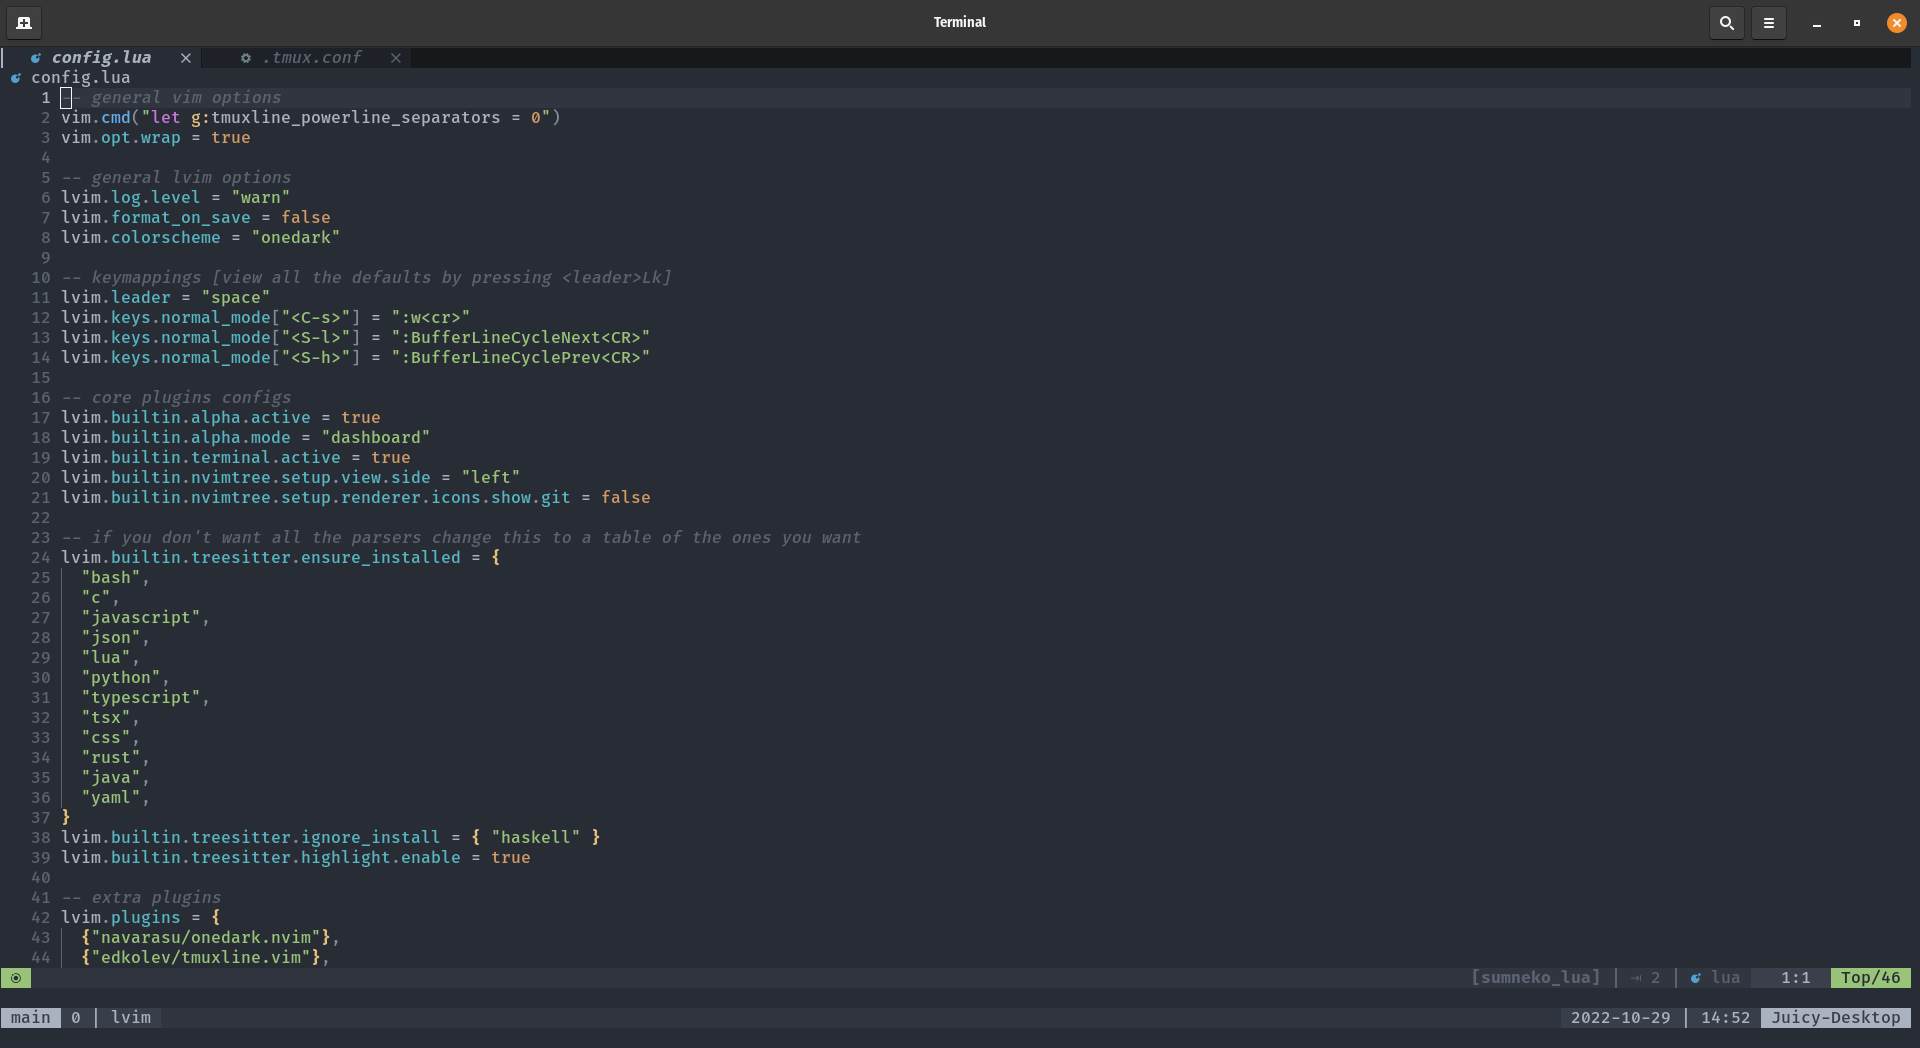 Terminal
config.lua .tmux.conf
config.lua
1 -- general vim options
2 vim.cmd("let g:tmuxline_powerline_separators = 0")
3 vim.opt.wrap = true
4
5 -- general lvim options
6 lvim.log.level = "warn"
7 lvim.format_on_save = false
8 lvim.colorscheme = "onedark"
9
10 -- keymappings [view all the defaults by pressing <leader>Lk]
11 lvim.leader = "space"
12 lvim.keys.normal_mode["<C-s>"] = ":w<cr>"
13 lvim.keys.normal_mode["<S-l>"] = ":BufferLineCycleNext<CR>"
14 lvim.keys.normal_mode["<S-h>"] = ":BufferLineCyclePrev<CR>"
15
16 -- core plugins configs
17 lvim.builtin.alpha.active = true
18 lvim.builtin.alpha.mode = "dashboard"
19 lvim.builtin.terminal.active = true
20 lvim.builtin.nvimtree.setup.view.side = "left"
21 lvim.builtin.nvimtree.setup.renderer.icons.show.git = false
22
23 -- if you don't want all the parsers change this to a table of the ones you want
24 lvim.builtin.treesitter.ensure_installed = {
25 "bash",
26 "c",
27 "javascript",
28 "json",
29 "lua",
30 "python",
31 "typescript",
32 "tsx",
33 "css",
34 "rust",
35 "java",
36 "yaml",
37 }
38 lvim.builtin.treesitter.ignore_install = { "haskell" }
39 lvim.builtin.treesitter.highlight.enable = true
40
41 -- extra plugins
42 lvim.plugins = {
43 {"navarasu/onedark.nvim"},
44 {"edkolev/tmuxline.vim"},
[sumneko_lua] | ⇥ 2 | lua 1:1 Top/46
main 0 | lvim 2022-10-29 | 14:52 Juicy-Desktop